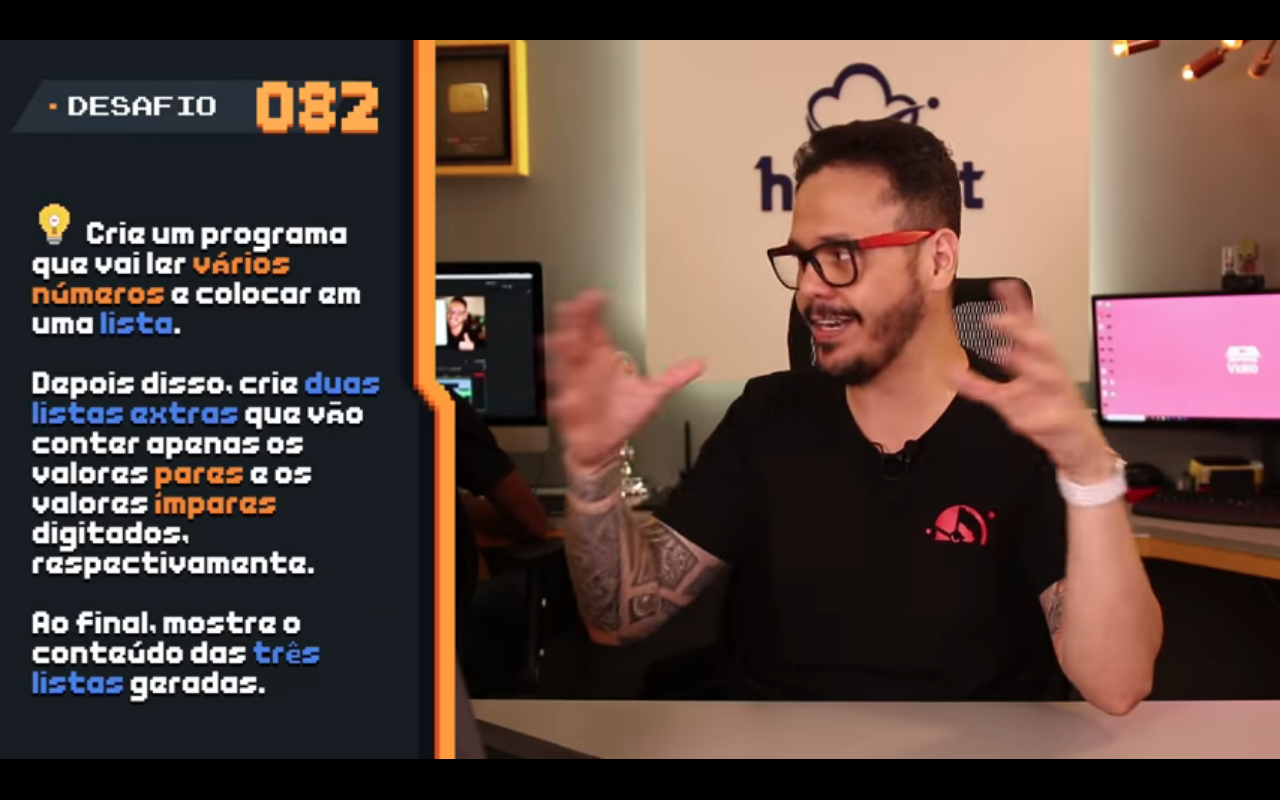 DESAFIO 082
Crie um programa
que vai ler vários
números e colocar em
uma lista.
Depois disso, crie duas
listas extras que vão
conter apenas os
valores pares e os
valores ímpares
digitados,
respectivamente.
Ao final, mostre o
conteúdo das três
listas geradas.